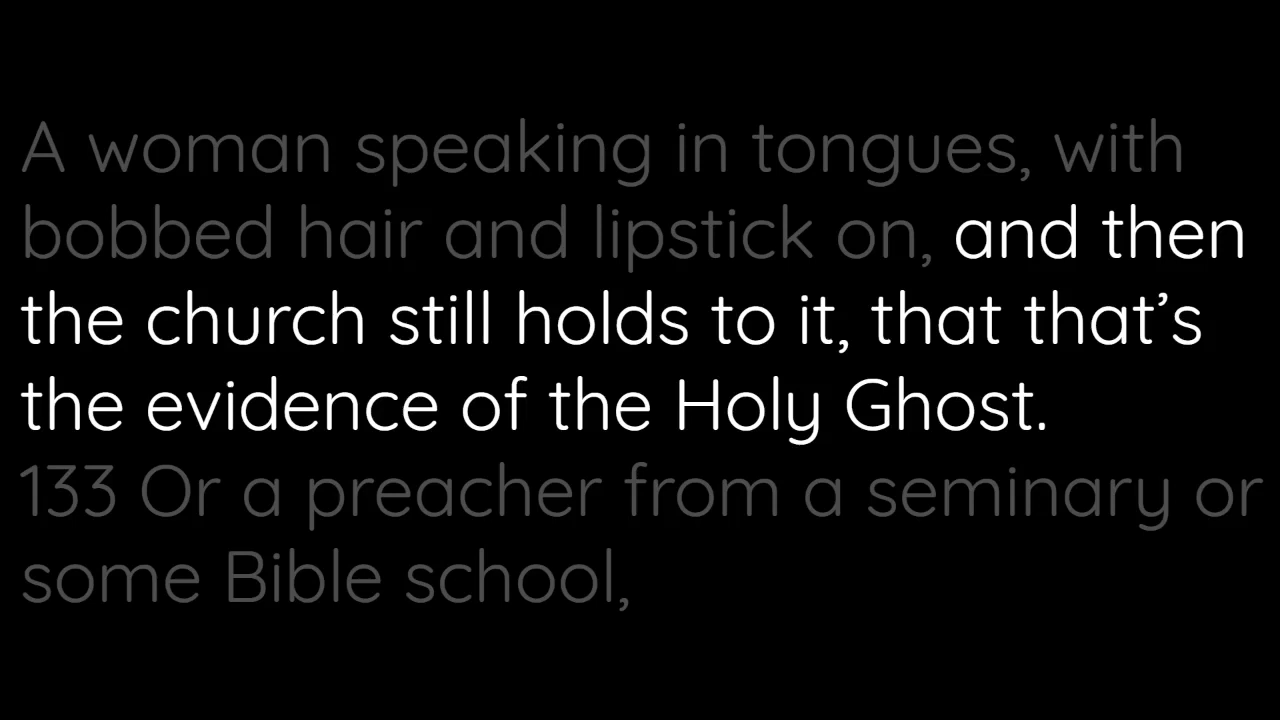 A woman speaking in tongues, with
bobbed hair and lipstick on, and then
the church still holds to it, that that’s
the evidence of the Holy Ghost.
133 Or a preacher from a seminary or
some Bible school,